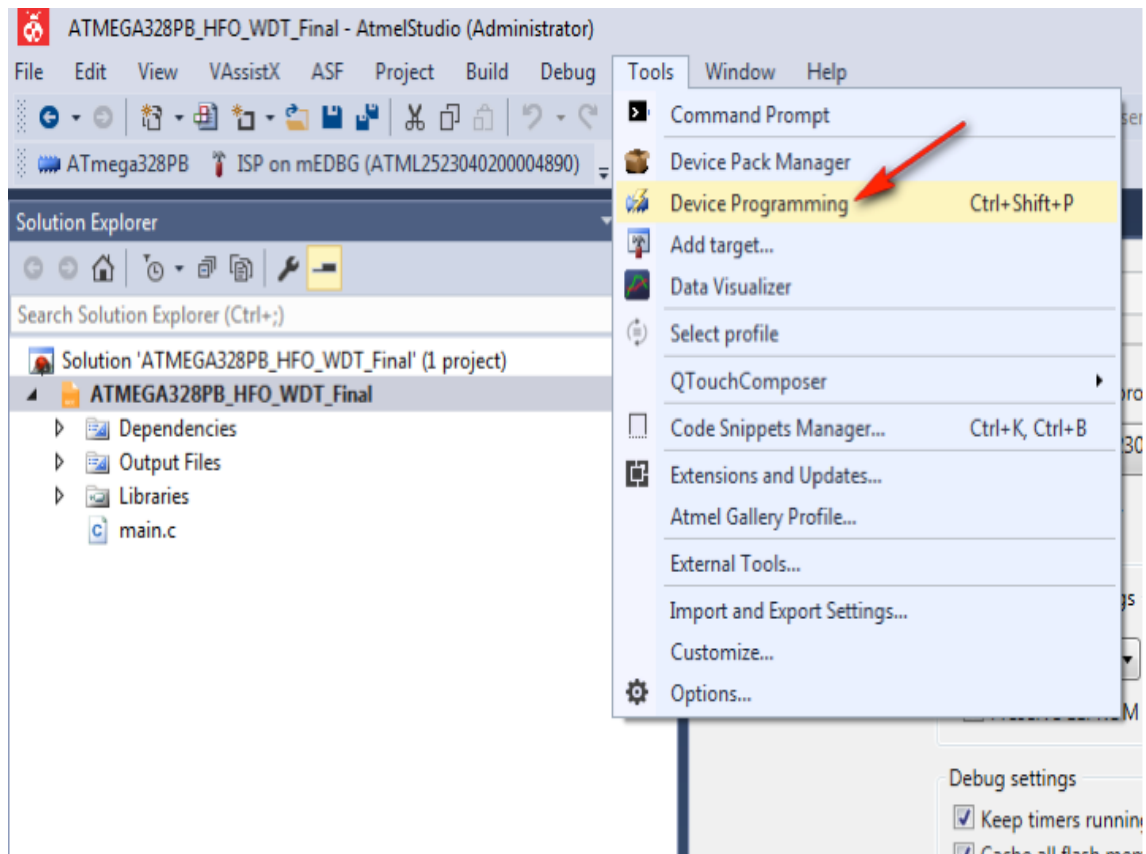 ATMEGA328PB_HFO_WDT_Final - AtmelStudio (Administrator)
File Edit View VAssistX ASF Project Build Debug Tools Window Help
ATmega328PB ISP on mEDBG (ATML2523040200004890)
Command Prompt
Device Pack Manager
Device Programming Ctrl+Shift+P
Add target...
Data Visualizer
Select profile
QTouchComposer
Code Snippets Manager... Ctrl+K, Ctrl+B
Extensions and Updates...
Atmel Gallery Profile...
External Tools...
Import and Export Settings...
Customize...
Options...
Solution Explorer
Search Solution Explorer (Ctrl+;)
Solution 'ATMEGA328PB_HFO_WDT_Final' (1 project)
ATMEGA328PB_HFO_WDT_Final
Dependencies
Output Files
Libraries
main.c
Debug settings
Keep timers running